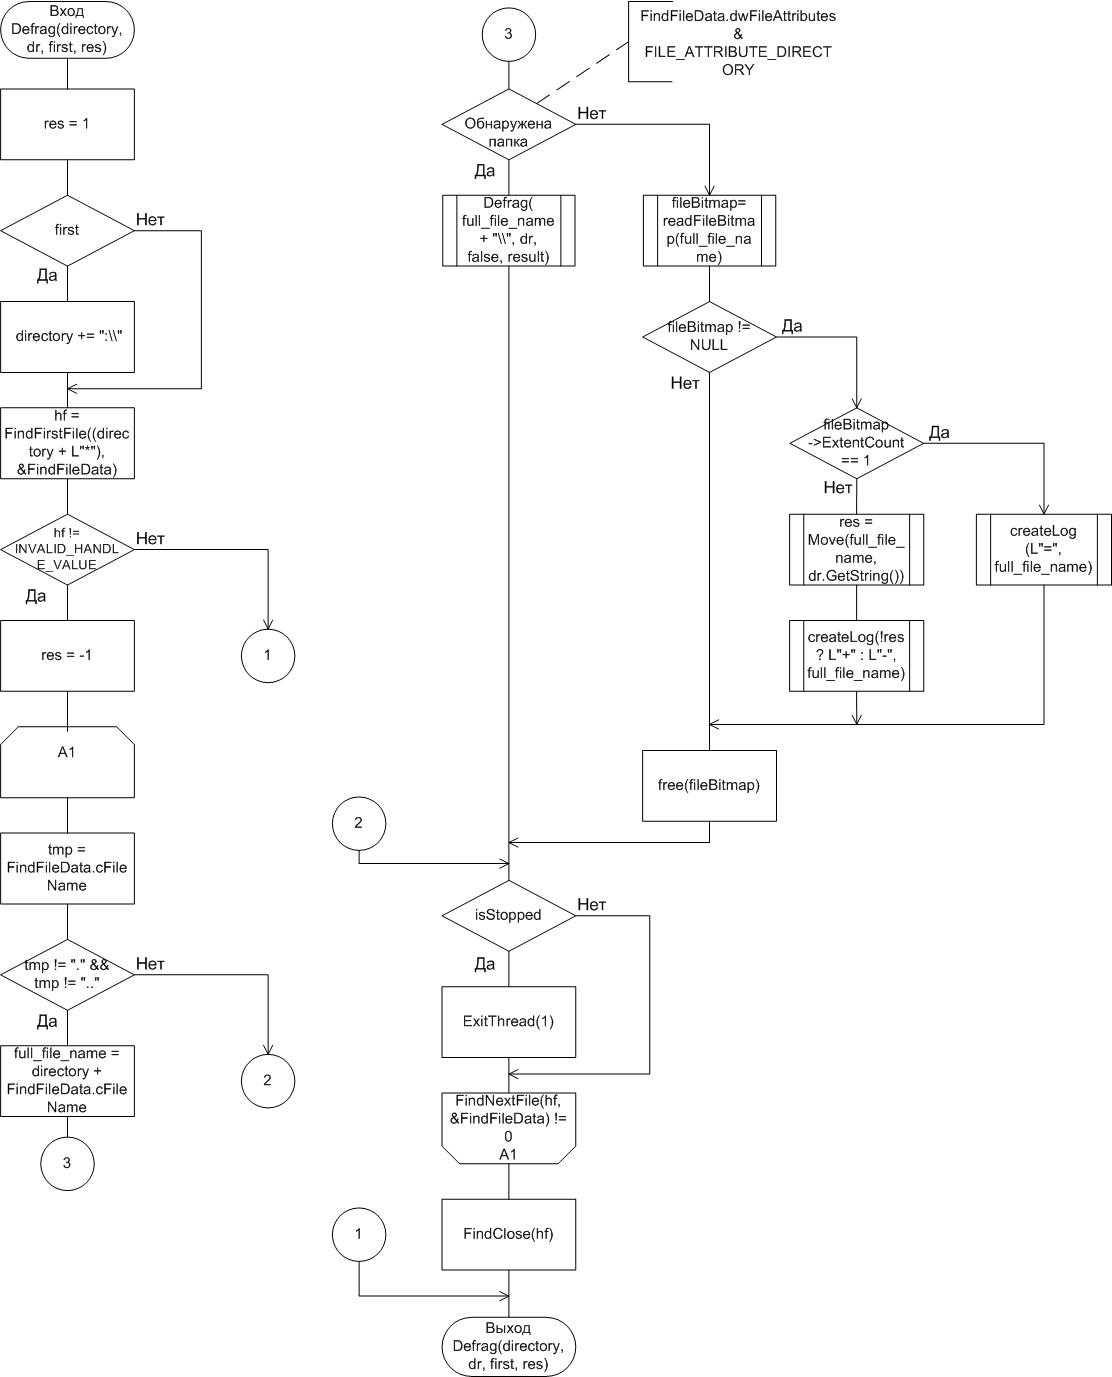 Вход
Defrag(directory,
dr, first, res)
res = 1
first
Нет
Да
directory += ":\\"
hf =
FindFirstFile((direc
tory + L"*"),
&FindFileData)
hf !=
INVALID_HANDL
E_VALUE
Нет
Да
1
res = -1
A1
tmp =
FindFileData.cFile
Name
tmp != "." &&
tmp != ".."
Нет
Да
2
full_file_name =
directory +
FindFileData.cFile
Name
3
3
FindFileData.dwFileAttributes
&
FILE_ATTRIBUTE_DIRECT
ORY
Обнаружена
папка
Нет
Да
Defrag(
full_file_name
+ "\\", dr,
false, result)
fileBitmap=
readFileBitma
p(full_file_na
me)
fileBitmap !=
NULL
Да
Нет
fileBitmap
->ExtentCount
== 1
Да
Нет
res =
Move(full_file_
name,
dr.GetString())
createLog
(L"=",
full_file_name)
createLog(!res
? L"+" : L"-",
full_file_name)
free(fileBitmap)
2
isStopped
Нет
Да
ExitThread(1)
FindNextFile(hf,
&FindFileData) !=
0
A1
FindClose(hf)
1
Выход
Defrag(directory,
dr, first, res)